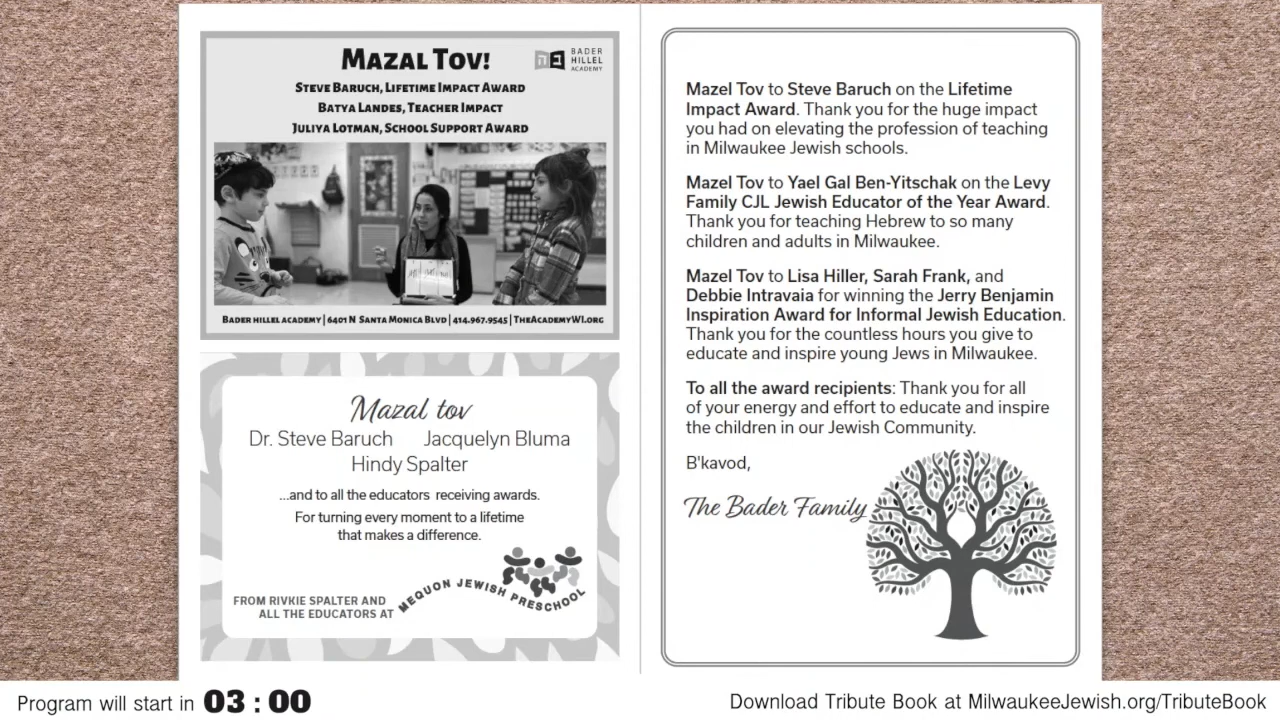 MAZAL TOV!
BADER
HILLEL
ACADEMY
STEVE BARUCH, LIFETIME IMPACT AWARD
BATYA LANDES, TEACHER IMPACT
JULIYA LOTMAN, SCHOOL SUPPORT AWARD
BADER HILLEL ACADEMY | 6401 N SANTA MONICA BLVD | 414.967.9545 | THEACADEMYWI.ORG
Mazal tov
Dr. Steve Baruch Jacquelyn Bluma
Hindy Spalter
...and to all the educators receiving awards.
For turning every moment to a lifetime
that makes a difference.
FROM RIVKIE SPALTER AND
ALL THE EDUCATORS AT
MEQUON JEWISH PRESCHOOL
Mazel Tov to Steve Baruch on the Lifetime
Impact Award. Thank you for the huge impact
you had on elevating the profession of teaching
in Milwaukee Jewish schools.
Mazel Tov to Yael Gal Ben-Yitschak on the Levy
Family CJL Jewish Educator of the Year Award.
Thank you for teaching Hebrew to so many
children and adults in Milwaukee.
Mazel Tov to Lisa Hiller, Sarah Frank, and
Debbie Intravaia for winning the Jerry Benjamin
Inspiration Award for Informal Jewish Education.
Thank you for the countless hours you give to
educate and inspire young Jews in Milwaukee.
To all the award recipients: Thank you for all
of your energy and effort to educate and inspire
the children in our Jewish Community.
B'kavod,
The Bader Family
Program will start in 03 : 00
Download Tribute Book at MilwaukeeJewish.org/TributeBook